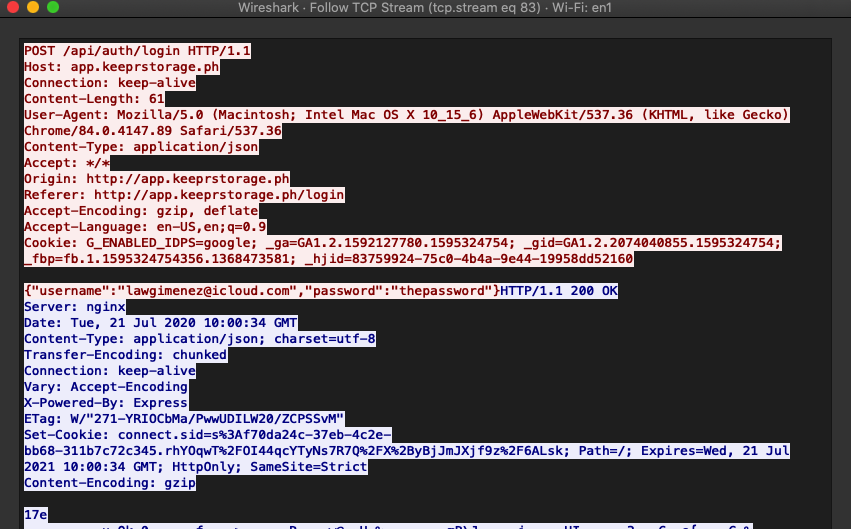 Wireshark · Follow TCP Stream (tcp.stream eq 83) · Wi-Fi: en1
POST /api/auth/login HTTP/1.1
Host: app.keeprstorage.ph
Connection: keep-alive
Content-Length: 61
User-Agent: Mozilla/5.0 (Macintosh; Intel Mac OS X 10_15_6) AppleWebKit/537.36 (KHTML, like Gecko)
Chrome/84.0.4147.89 Safari/537.36
Content-Type: application/json
Accept: */*
Origin: http://app.keeprstorage.ph
Referer: http://app.keeprstorage.ph/login
Accept-Encoding: gzip, deflate
Accept-Language: en-US,en;q=0.9
Cookie: G_ENABLED_IDPS=google; _ga=GA1.2.1592127780.1595324754; _gid=GA1.2.2074040855.1595324754;
_fbp=fb.1.1595324754356.1368473581; _hjid=83759924-75c0-4b4a-9e44-19958dd52160
{"username":"lawgimenez@icloud.com","password":"thepassword"}HTTP/1.1 200 OK
Server: nginx
Date: Tue, 21 Jul 2020 10:00:34 GMT
Content-Type: application/json; charset=utf-8
Transfer-Encoding: chunked
Connection: keep-alive
Vary: Accept-Encoding
X-Powered-By: Express
ETag: W/"271-YRIOCbMa/PwwUDILW20/ZCPSSvM"
Set-Cookie: connect.sid=s%3Af70da24c-37eb-4c2e-
bb68-311b7c72c345.rhYOqwT%2FOI44qcYTyNs7R7Q%2FX%2ByBjJmJXjf9z%2F6ALsk; Path=/; Expires=Wed, 21 Jul
2021 10:00:34 GMT; HttpOnly; SameSite=Strict
Content-Encoding: gzip
17e